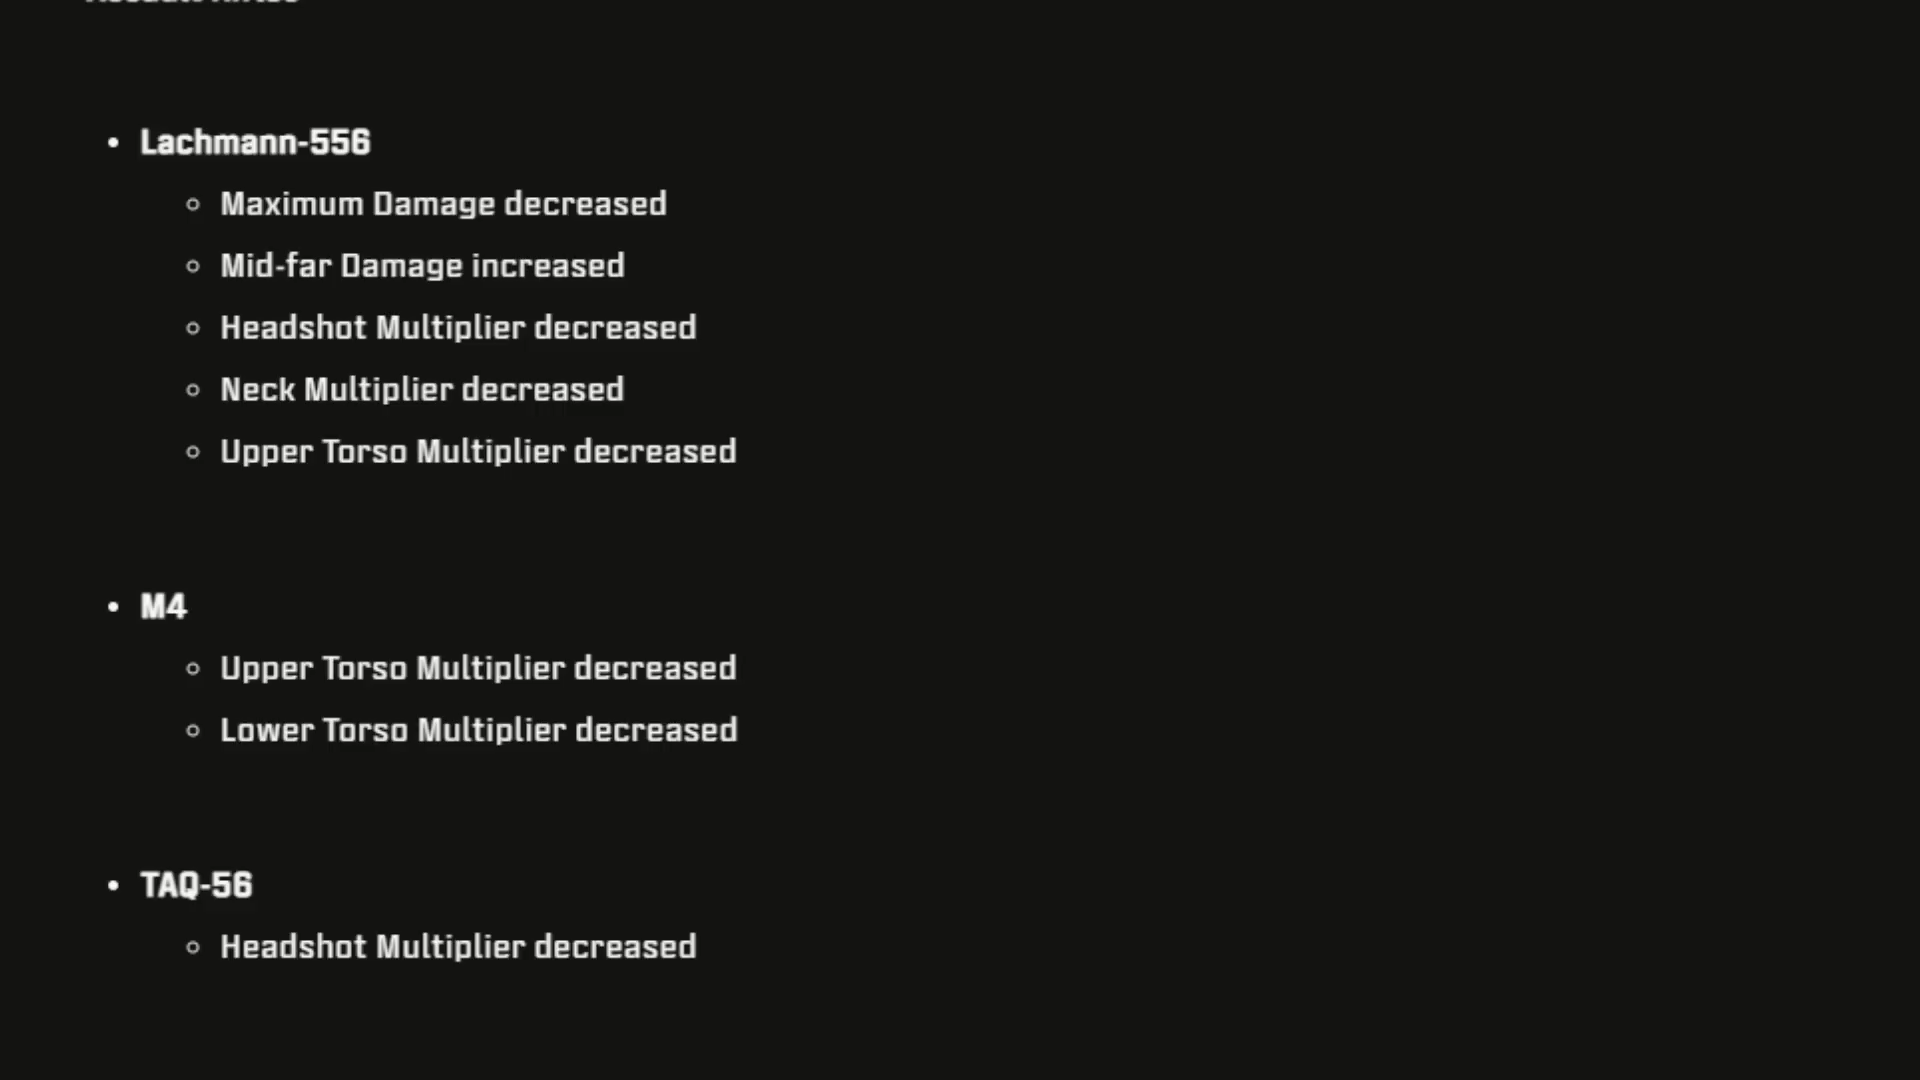 • Lachmann-556
◦ Maximum Damage decreased
◦ Mid-far Damage increased
◦ Headshot Multiplier decreased
◦ Neck Multiplier decreased
◦ Upper Torso Multiplier decreased
• M4
◦ Upper Torso Multiplier decreased
◦ Lower Torso Multiplier decreased
• TAQ-56
◦ Headshot Multiplier decreased